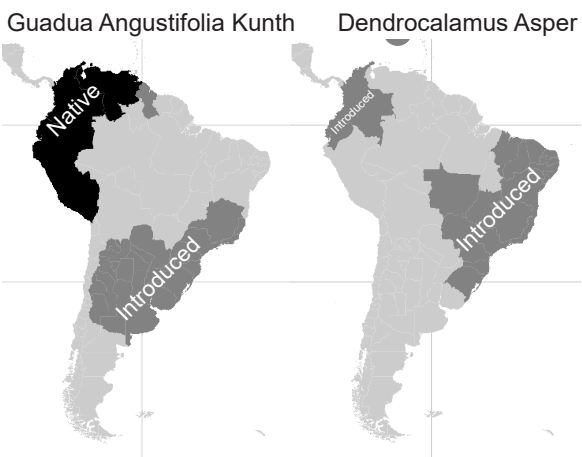 Guadua Angustifolia Kunth
Dendrocalamus Asper
Native
Introduced
Introduced
Introduced